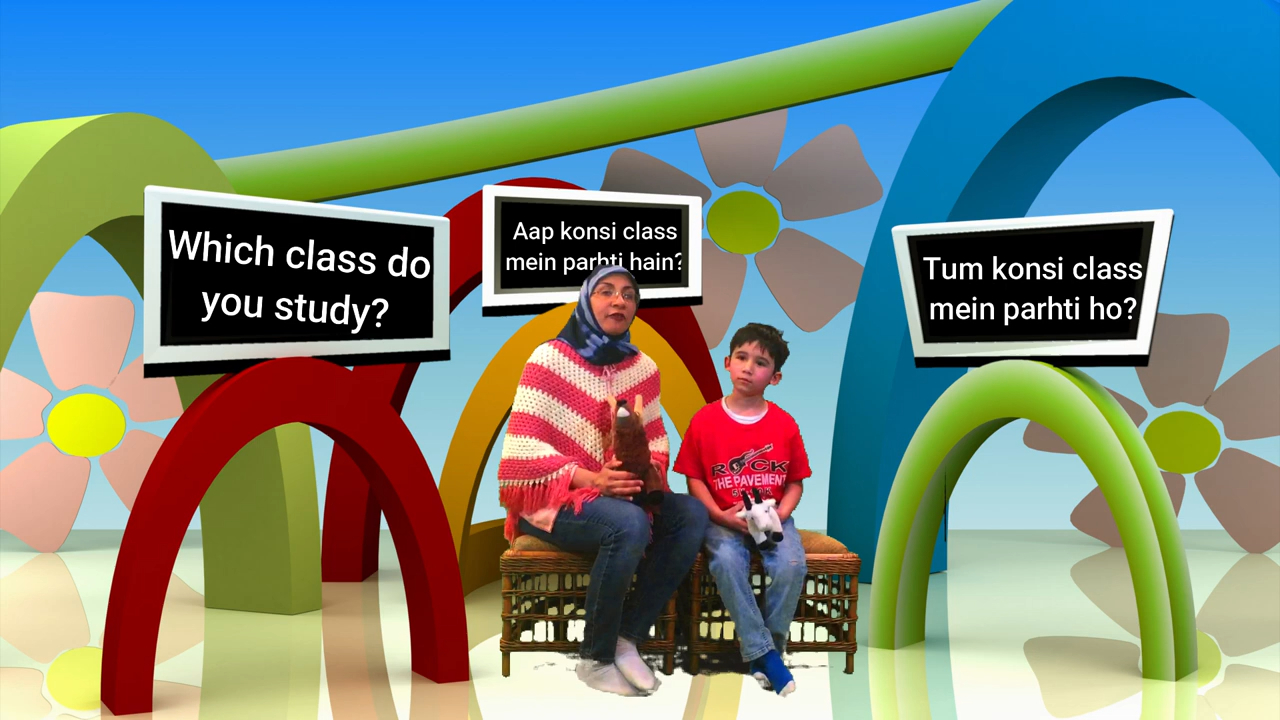 Which class do
you study?
Aap konsi class
mein parhti hain?
Tum konsi class
mein parhti ho?
ROCK
THE PAVEMENT